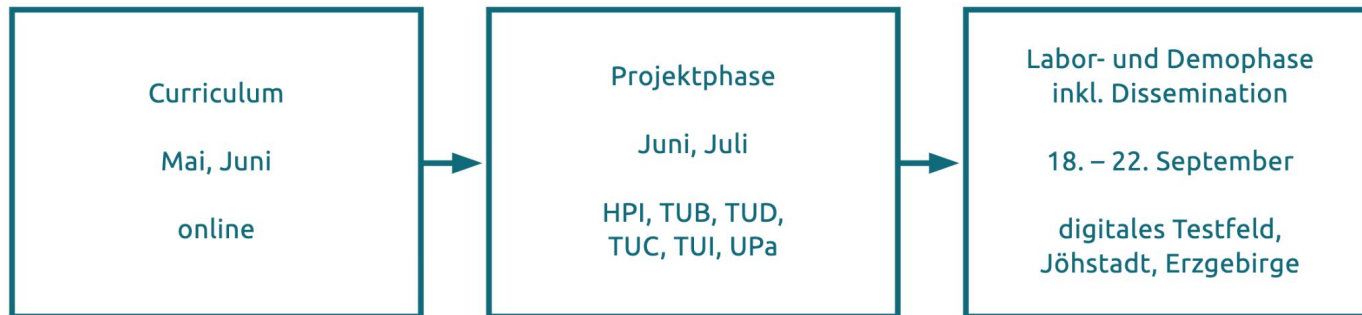 Curriculum
Mai, Juni
online
Projektphase
Juni, Juli
HPI, TUB, TUD,
TUC, TUI, UPa
Labor- und Demophase
inkl. Dissemination
18. – 22. September
digitales Testfeld,
Jöhstadt, Erzgebirge